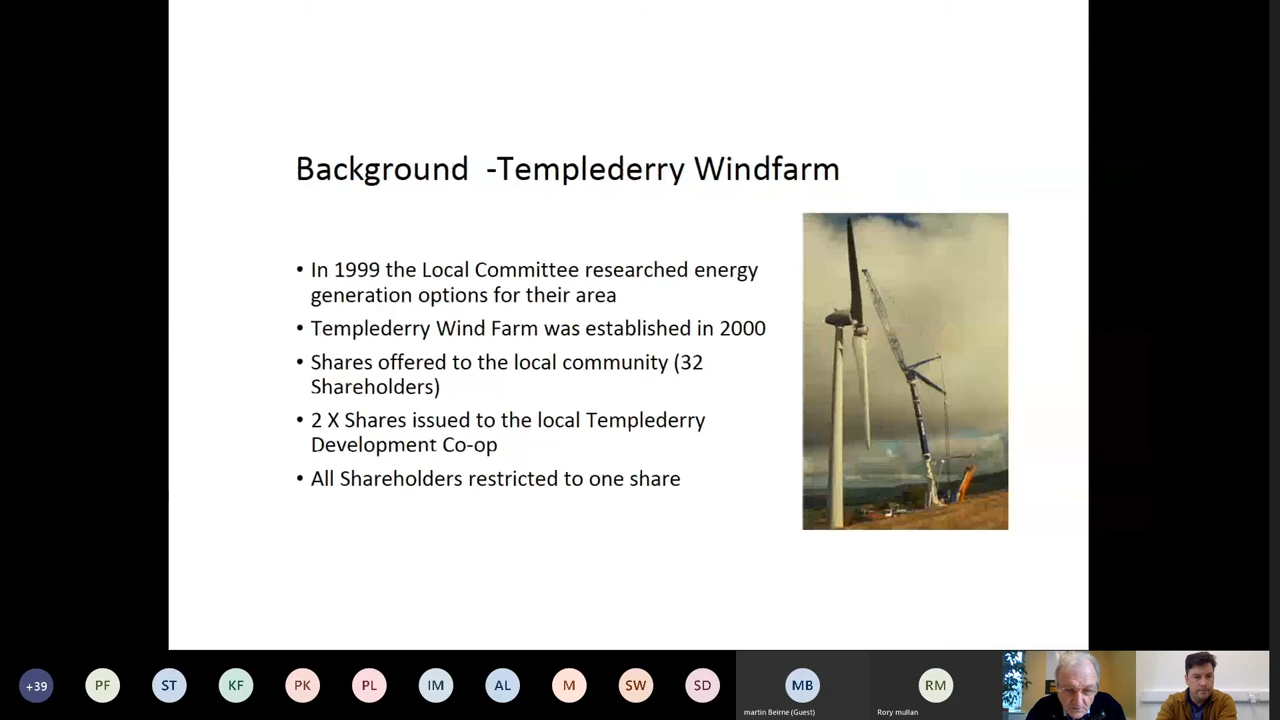 Background -Templederry Windfarm
• In 1999 the Local Committee researched energy
generation options for their area
• Templederry Wind Farm was established in 2000
• Shares offered to the local community (32
Shareholders)
• 2 X Shares issued to the local Templederry
Development Co-op
• All Shareholders restricted to one share
+39
PF
ST
KF
PK
PL
IM
AL
M
SW
SD
MB
RM
martin Beirne (Guest)
Rory mullan